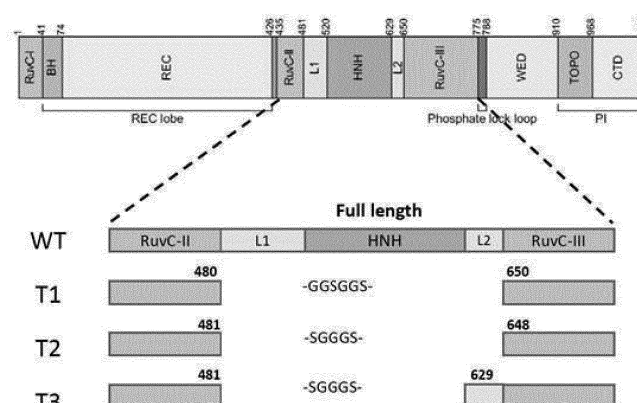 1 41 74 426 435 481 520 629 650 775 788 910 968
RuvC-I BH REC RuvC-II L1 HNH L2 RuvC-III WED TOPO CTD
REC lobe Phosphate lock loop PI
Full length
WT RuvC-II L1 HNH L2 RuvC-III
480 650
T1 -GGSGGS-
481 648
T2 -SGGGS-
481 629
T3 -SGGGS-